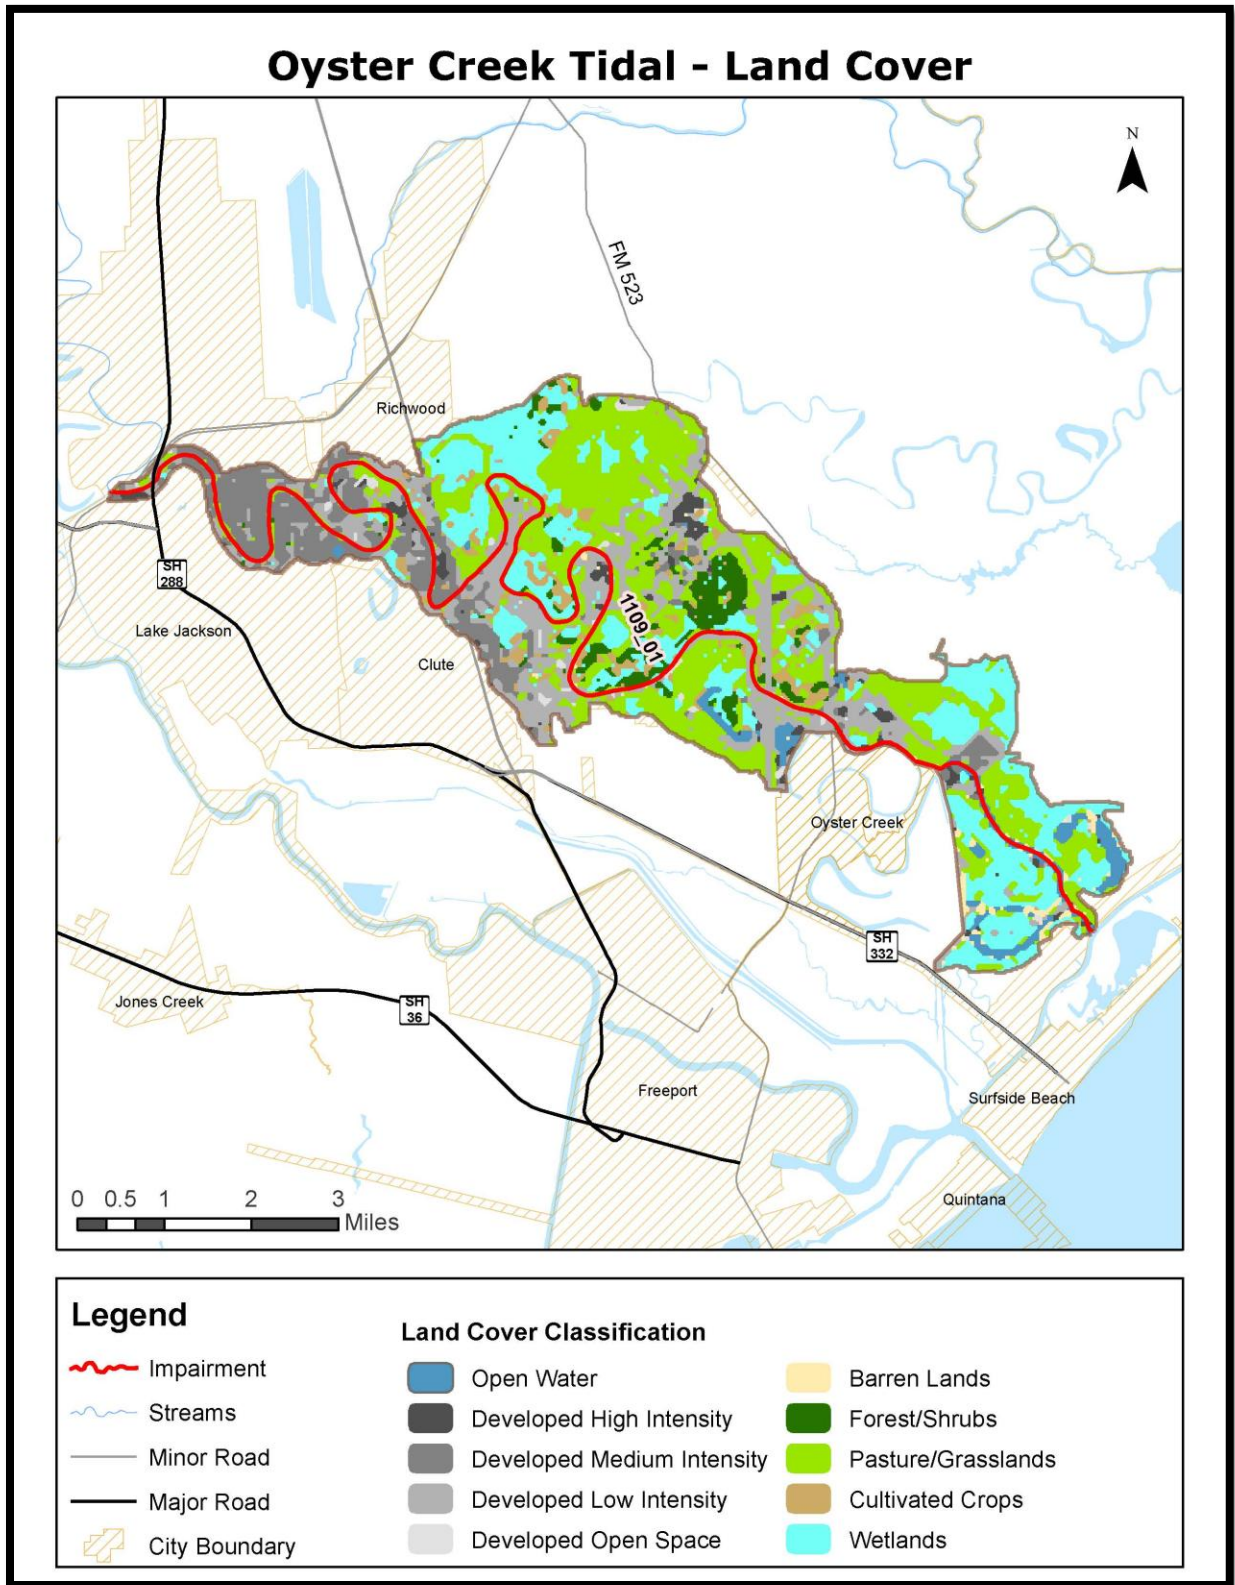 Oyster Creek Tidal - Land Cover
N
FM 523
Richwood
SH
288
Lake Jackson
Clute
1109_01
Oyster Creek
SH
332
Jones Creek
SH
36
Freeport
Surfside Beach
Quintana
0 0.5 1 2 3
Miles
Legend
Impairment
Streams
Minor Road
Major Road
City Boundary
Land Cover Classification
Open Water
Developed High Intensity
Developed Medium Intensity
Developed Low Intensity
Developed Open Space
Barren Lands
Forest/Shrubs
Pasture/Grasslands
Cultivated Crops
Wetlands